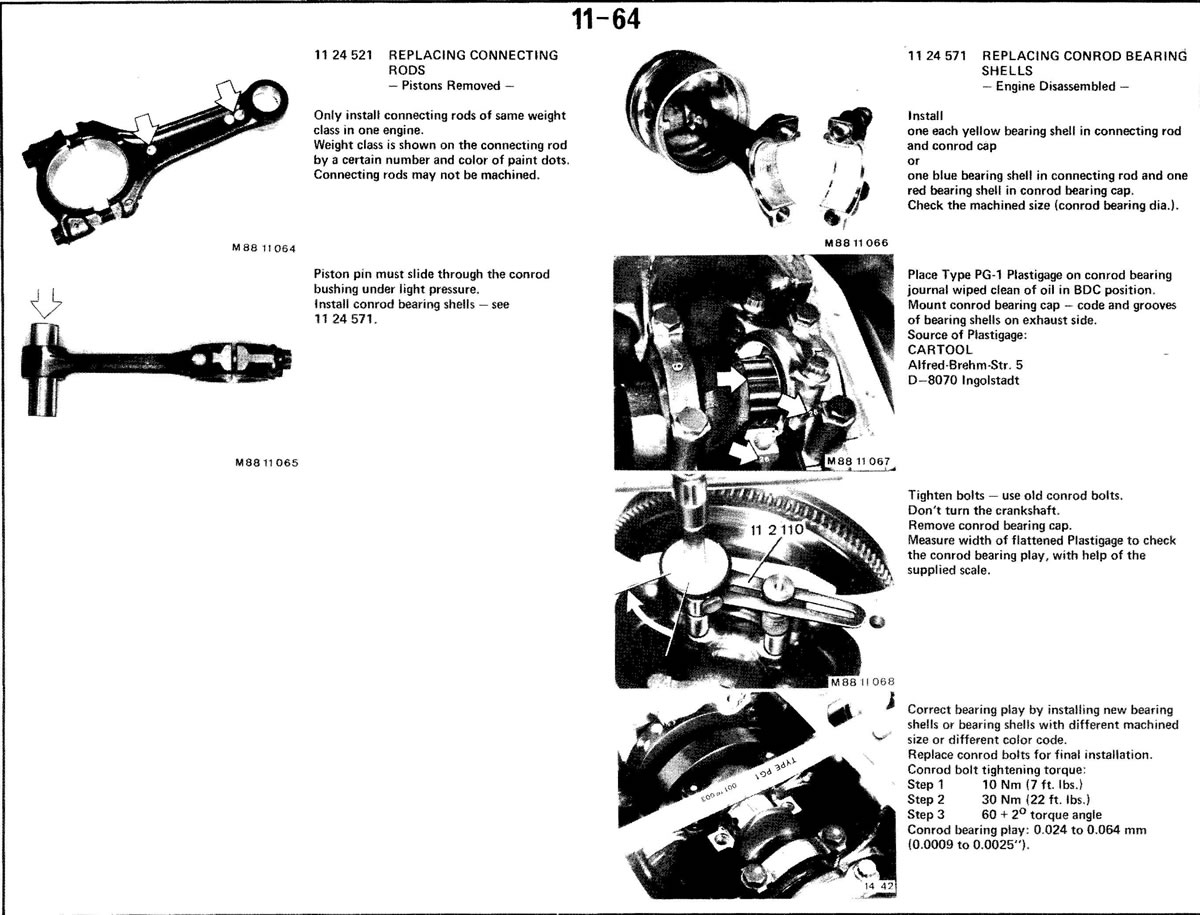 11-64
11 24 521 REPLACING CONNECTING
RODS
– Pistons Removed –
Only install connecting rods of same weight
class in one engine.
Weight class is shown on the connecting rod
by a certain number and color of paint dots.
Connecting rods may not be machined.
M88 11 064
Piston pin must slide through the conrod
bushing under light pressure.
Install conrod bearing shells – see
11 24 571.
M88 11 065
11 24 571 REPLACING CONROD BEARING
SHELLS
– Engine Disassembled –
Install
one each yellow bearing shell in connecting rod
and conrod cap
or
one blue bearing shell in connecting rod and one
red bearing shell in conrod bearing cap.
Check the machined size (conrod bearing dia.).
M88 11 066
Place Type PG-1 Plastigage on conrod bearing
journal wiped clean of oil in BDC position.
Mount conrod bearing cap – code and grooves
of bearing shells on exhaust side.
Source of Plastigage:
CARTOOL
Alfred-Brehm-Str. 5
D–8070 Ingolstadt
M88 11 067
Tighten bolts – use old conrod bolts.
Don't turn the crankshaft.
Remove conrod bearing cap.
Measure width of flattened Plastigage to check
the conrod bearing play, with help of the
supplied scale.
11 2 110
M88 11 068
Correct bearing play by installing new bearing
shells or bearing shells with different machined
size or different color code.
Replace conrod bolts for final installation.
Conrod bolt tightening torque:
Step 1 10 Nm (7 ft. lbs.)
Step 2 30 Nm (22 ft. lbs.)
Step 3 60 + 2° torque angle
Conrod bearing play: 0.024 to 0.064 mm
(0.0009 to 0.0025").
TYPE PG1
14 42